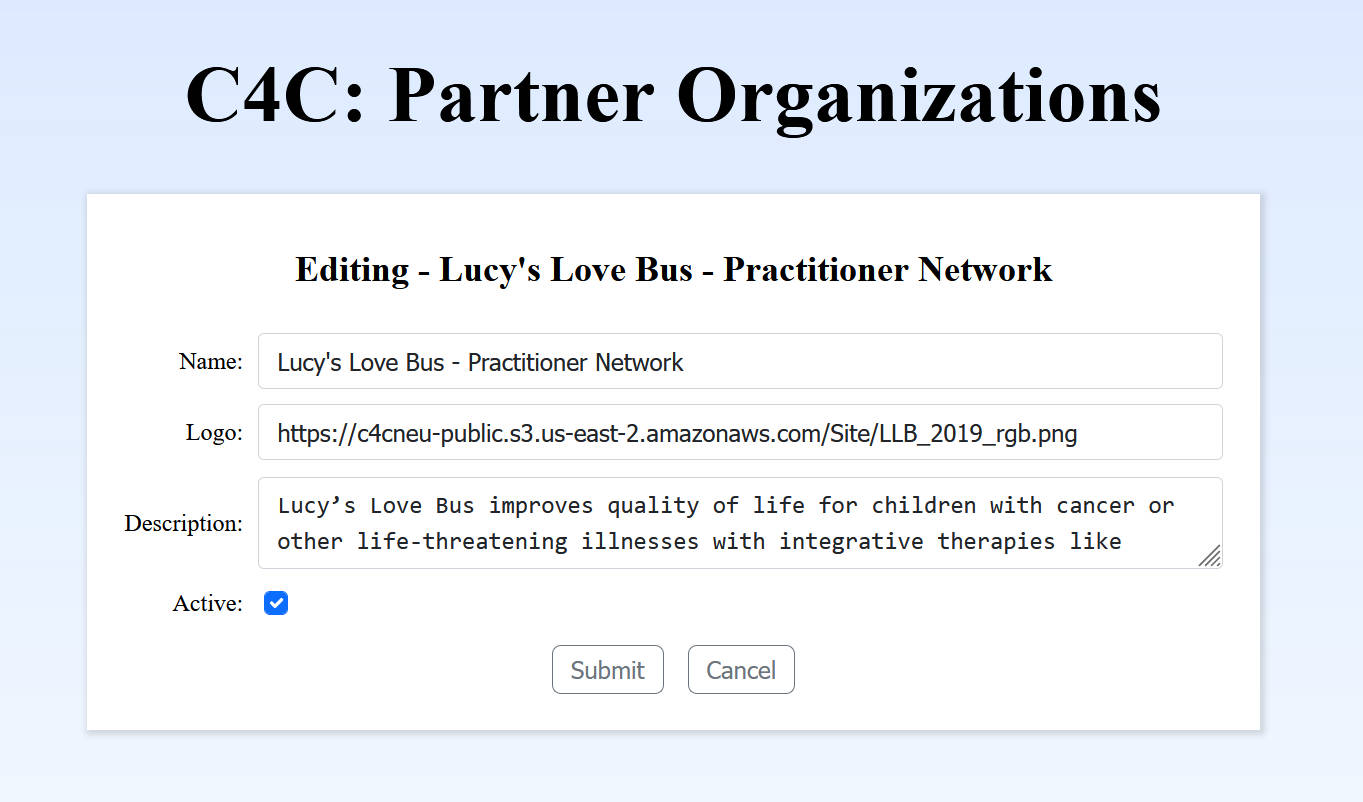 C4C: Partner Organizations
Editing - Lucy's Love Bus - Practitioner Network
Name: Lucy's Love Bus - Practitioner Network
Logo: https://c4cneu-public.s3.us-east-2.amazonaws.com/Site/LLB_2019_rgb.png
Description: Lucy’s Love Bus improves quality of life for children with cancer or
other life-threatening illnesses with integrative therapies like
Active:
Submit Cancel